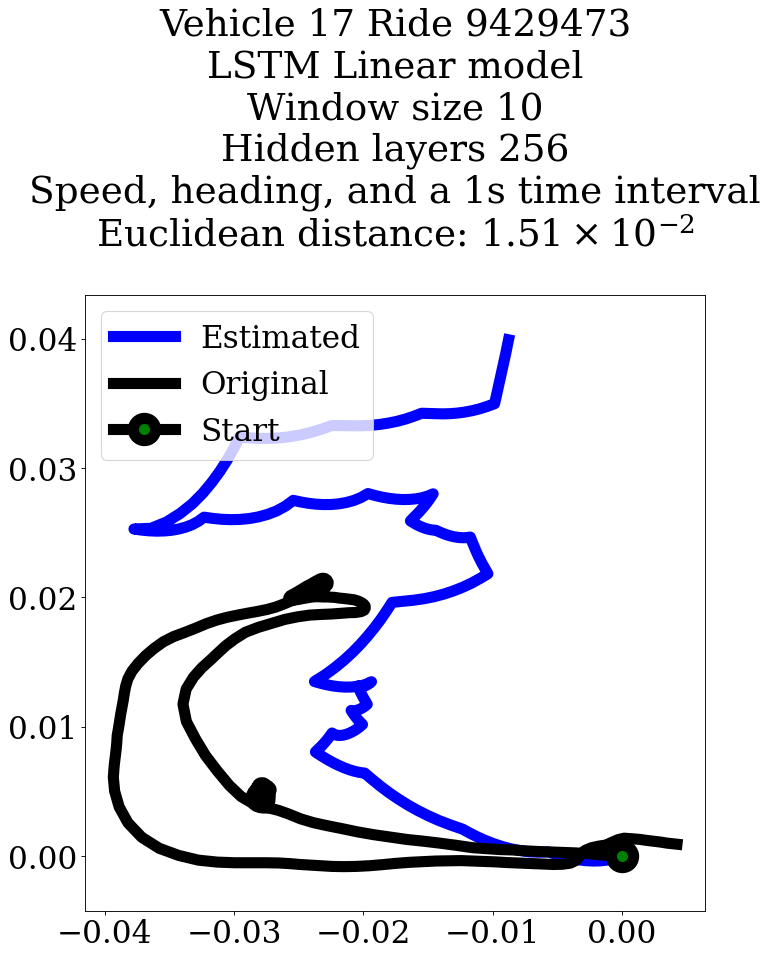 Vehicle 17 Ride 9429473
LSTM Linear model
Window size 10
Hidden layers 256
Speed, heading, and a 1s time interval
Euclidean distance: 1.51 × 10⁻²
Estimated
Original
Start
0.04
0.03
0.02
0.01
0.00
−0.04 −0.03 −0.02 −0.01 0.00